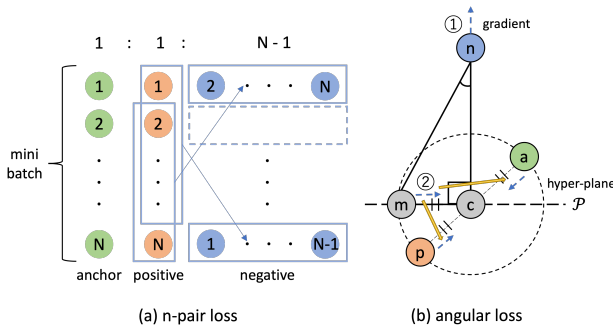 1 : 1 : N - 1
1 1 2 · · · N
2 2
mini
batch
N N 1 · · · N-1
anchor positive negative
(a) n-pair loss
① gradient
n
a
hyper-plane
②
m c 𝒫
p
(b) angular loss